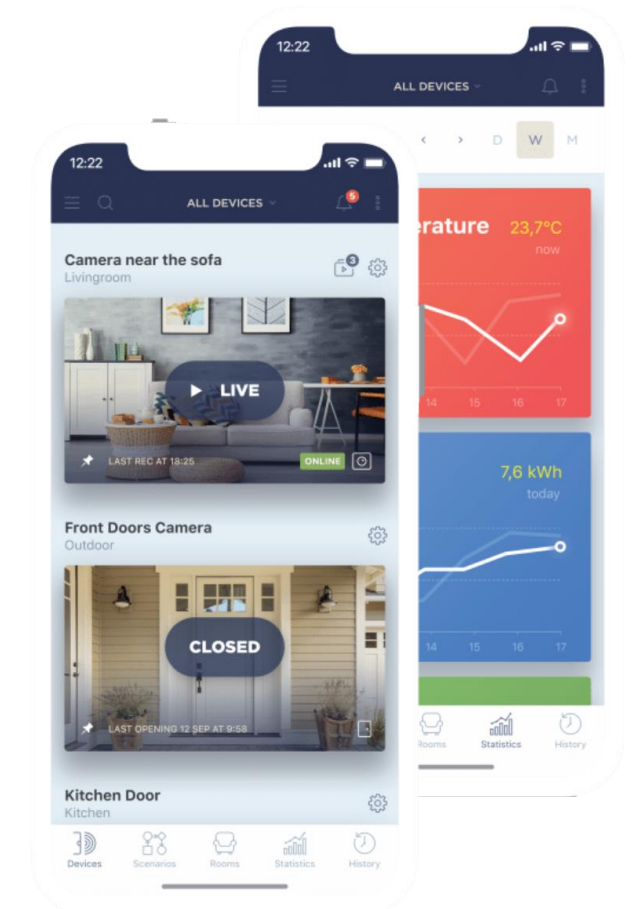 12:22
ALL DEVICES
D W M
erature 23,7°C
now
14 15 16 17
7,6 kWh
today
14 15 16 17
Rooms Statistics History
12:22
ALL DEVICES
5
Camera near the sofa
3
Livingroom
LIVE
LAST REC AT 18:25
ONLINE
Front Doors Camera
Outdoor
CLOSED
LAST OPENING 12 SEP AT 9:58
Kitchen Door
Kitchen
Devices Scenarios Rooms Statistics History